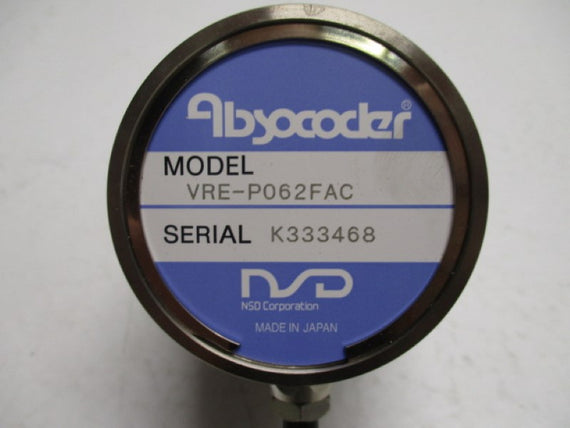 Absocoder®
MODEL
VRE-P062FAC
SERIAL K333468
NSD
NSD Corporation
MADE IN JAPAN